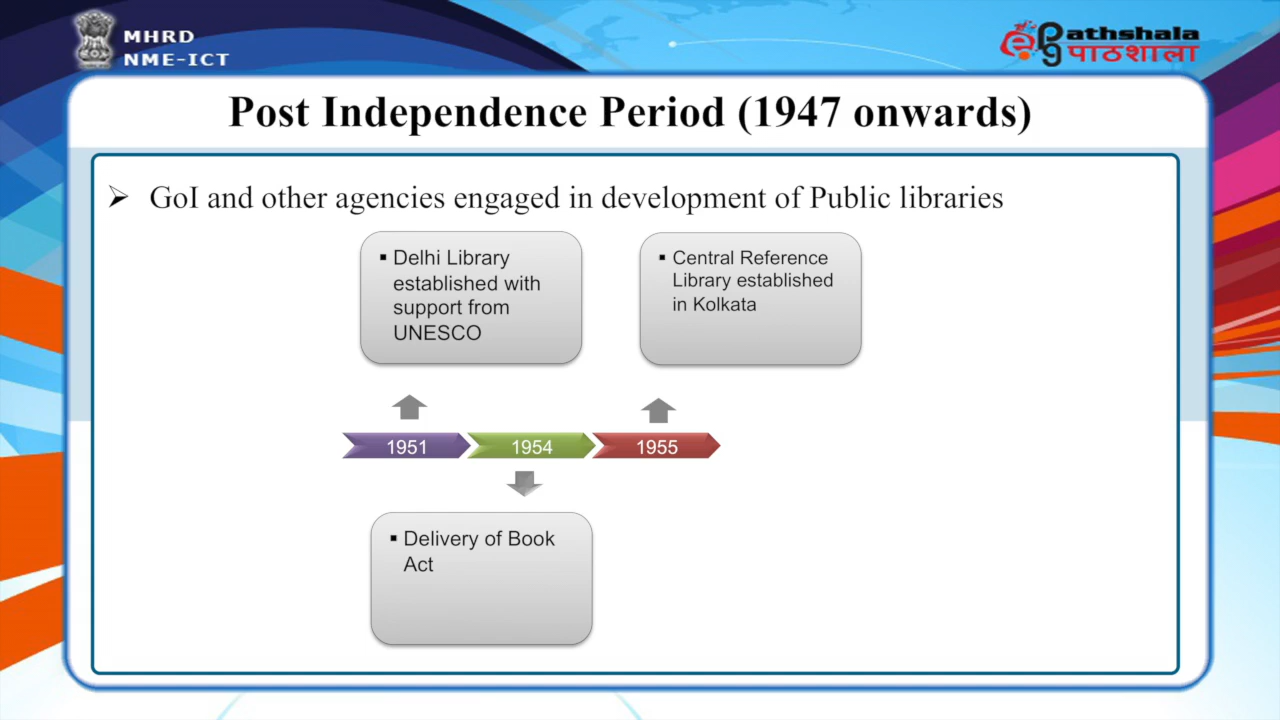 MHRD
NME-ICT
ePathshala
पाठशाला
Post Independence Period (1947 onwards)
➢ GoI and other agencies engaged in development of Public libraries
▪ Delhi Library
established with
support from
UNESCO
▪ Central Reference
Library established
in Kolkata
1951
1954
1955
▪ Delivery of Book
Act